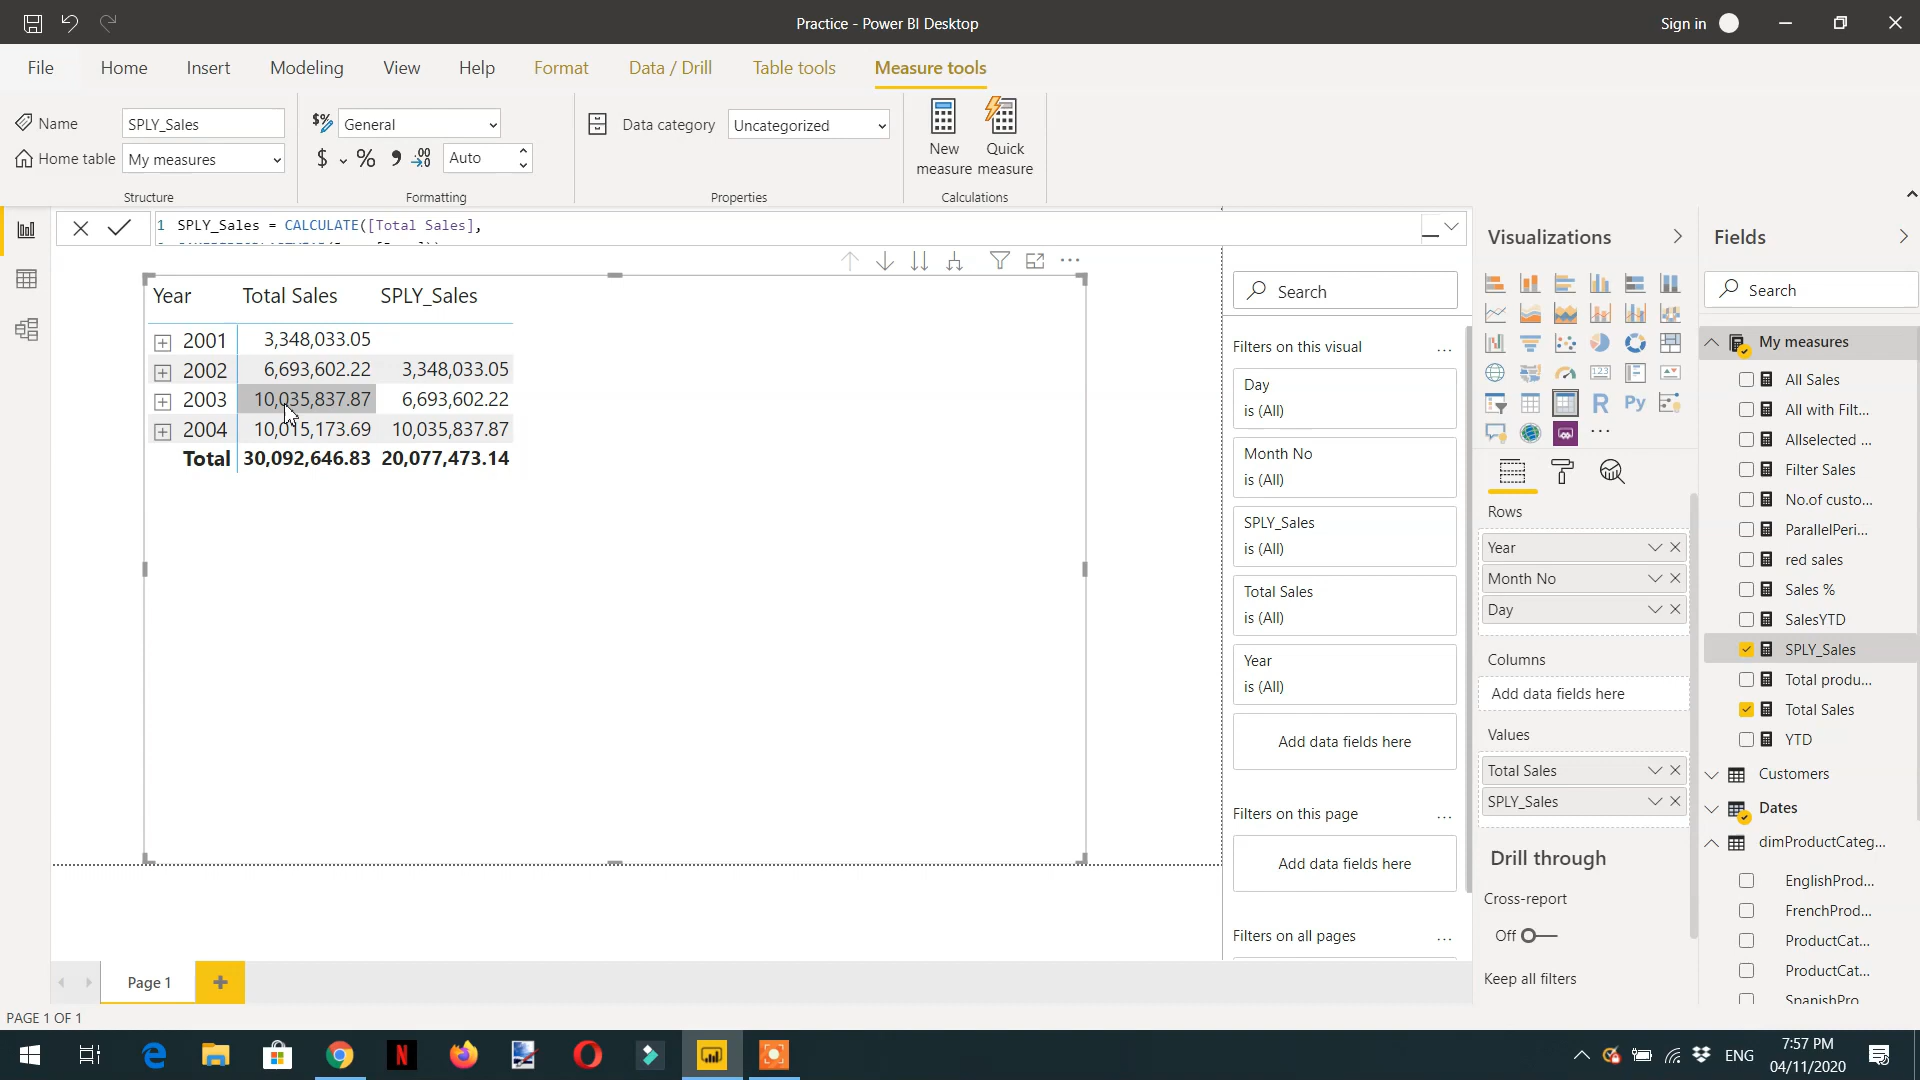 Practice - Power BI Desktop
Sign in
File Home Insert Modeling View Help Format Data / Drill Table tools Measure tools
Name SPLY_Sales
Home table My measures
Structure
General
$ % 9 .00 Auto
Formatting
Data category Uncategorized
Properties
New measure
Quick measure
Calculations
1 SPLY_Sales = CALCULATE([Total Sales],
Year Total Sales SPLY_Sales
2001 3,348,033.05
2002 6,693,602.22 3,348,033.05
2003 10,035,837.87 6,693,602.22
2004 10,015,173.69 10,035,837.87
Total 30,092,646.83 20,077,473.14
Search
Filters on this visual ...
Day
is (All)
Month No
is (All)
SPLY_Sales
is (All)
Total Sales
is (All)
Year
is (All)
Add data fields here
Filters on this page ...
Add data fields here
Filters on all pages ...
Visualizations
R Py
123
...
Rows
Year
Month No
Day
Columns
Add data fields here
Values
Total Sales
SPLY_Sales
Drill through
Cross-report
Off
Keep all filters
Fields
Search
My measures
All Sales
All with Filt...
Allselected ...
Filter Sales
No.of custo...
ParallelPeri...
red sales
Sales %
SalesYTD
SPLY_Sales
Total produ...
Total Sales
YTD
Customers
Dates
dimProductCateg...
EnglishProd...
FrenchProd...
ProductCat...
ProductCat...
SpanishPro
Page 1
PAGE 1 OF 1
ENG
7:57 PM
04/11/2020